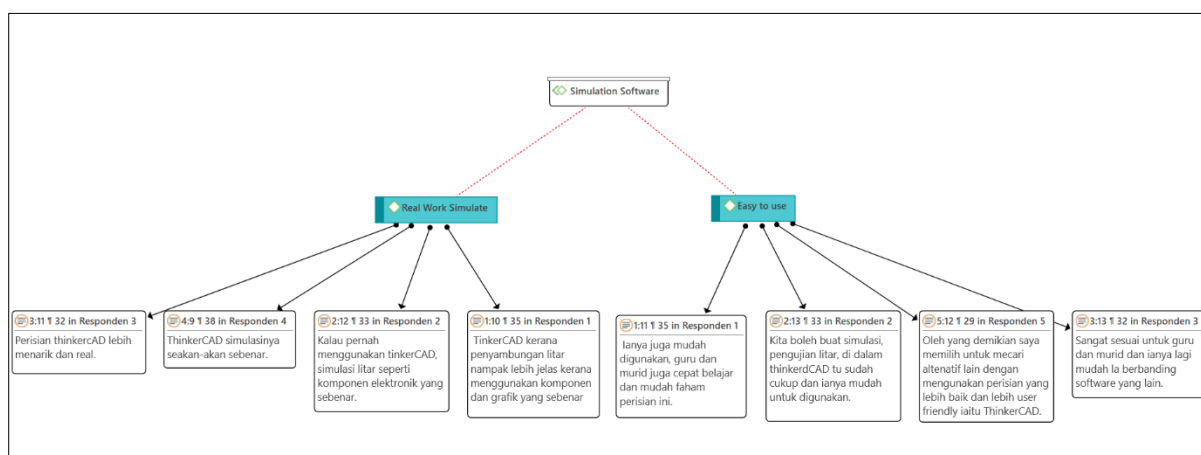 Simulation Software
Real Work Simulate
Easy to use
3:11 ¶ 32 in Responden 3
Perisian thinkercAD lebih
menarik dan real.
4:9 ¶ 38 in Responden 4
ThinkerCAD simulasinya
seakan-akan sebenar.
2:12 ¶ 33 in Responden 2
Kalau pernah
menggunakan tinkerCAD,
simulasi litar seperti
komponen elektronik yang
sebenar.
1:10 ¶ 35 in Responden 1
TinkerCAD kerana
penyambungan litar
nampak lebih jelas kerana
menggunakan komponen
dan grafik yang sebenar
1:11 ¶ 35 in Responden 1
Ianya juga mudah
digunakan, guru dan
murid juga cepat belajar
dan mudah faham
perisian ini.
2:13 ¶ 33 in Responden 2
Kita boleh buat simulasi,
pengujian litar, di dalam
thinkerdCAD tu sudah
cukup dan ianya mudah
untuk digunakan.
5:12 ¶ 29 in Responden 5
Oleh yang demikian saya
memilih untuk mecari
altenatif lain dengan
mengunakan perisian yang
lebih baik dan lebih user
friendly iaitu ThinkerCAD.
3:13 ¶ 32 in Responden 3
Sangat sesuai untuk guru
dan murid dan ianya lagi
mudah la berbanding
software yang lain.